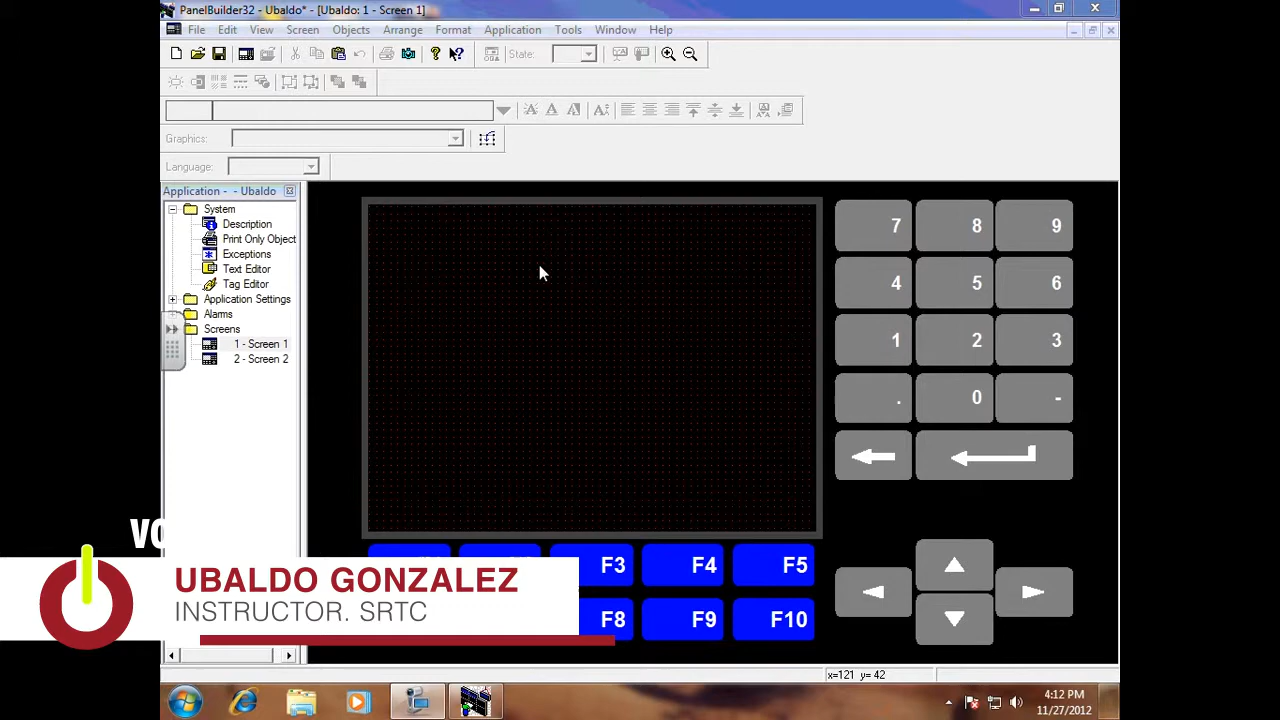 PanelBuilder32 - Ubaldo* - [Ubaldo: 1 - Screen 1]
File Edit View Screen Objects Arrange Format Application Tools Window Help
State:
Graphics:
Language:
Application - - Ubaldo
System
Description
Print Only Object
Exceptions
Text Editor
Tag Editor
Application Settings
Alarms
Screens
1 - Screen 1
2 - Screen 2
7 8 9
4 5 6
1 2 3
. 0 -
F3 F4 F5
F8 F9 F10
VO
UBALDO GONZALEZ
INSTRUCTOR. SRTC
x=121 y= 42
4:12 PM
11/27/2012